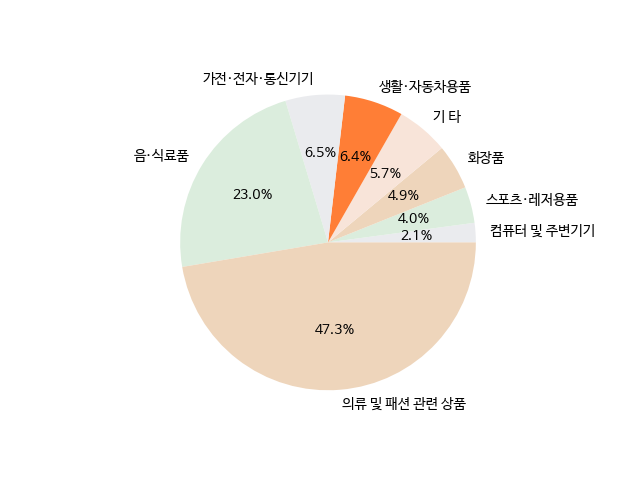 가전·전자·통신기기
생활·자동차용품
기 타
음·식료품
화장품
6.5%
6.4%
5.7%
4.9%
23.0%
스포츠·레저용품
4.0%
컴퓨터 및 주변기기
2.1%
47.3%
의류 및 패션 관련 상품